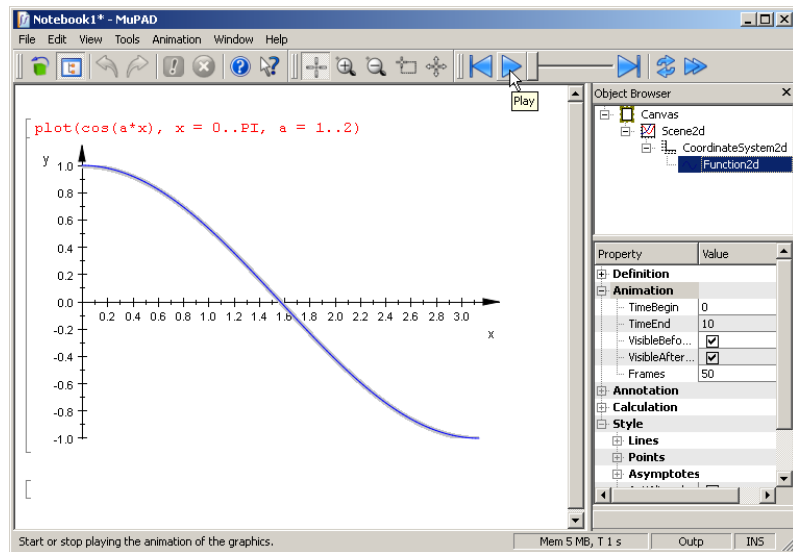 Notebook1* - MuPAD
File Edit View Tools Animation Window Help
Play
plot(cos(a*x), x = 0..PI, a = 1..2)
y
1.0
0.8
0.6
0.4
0.2
0.0
-0.2
-0.4
-0.6
-0.8
-1.0
0.2 0.4 0.6 0.8 1.0 1.2 1.4 1.6 1.8 2.0 2.2 2.4 2.6 2.8 3.0
x
Object Browser
Canvas
Scene2d
CoordinateSystem2d
Function2d
Property Value
Definition
Animation
TimeBegin 0
TimeEnd 10
VisibleBefo...
VisibleAfter...
Frames 50
Annotation
Calculation
Style
Lines
Points
Asymptotes
Start or stop playing the animation of the graphics.
Mem 5 MB, T 1 s Outp INS